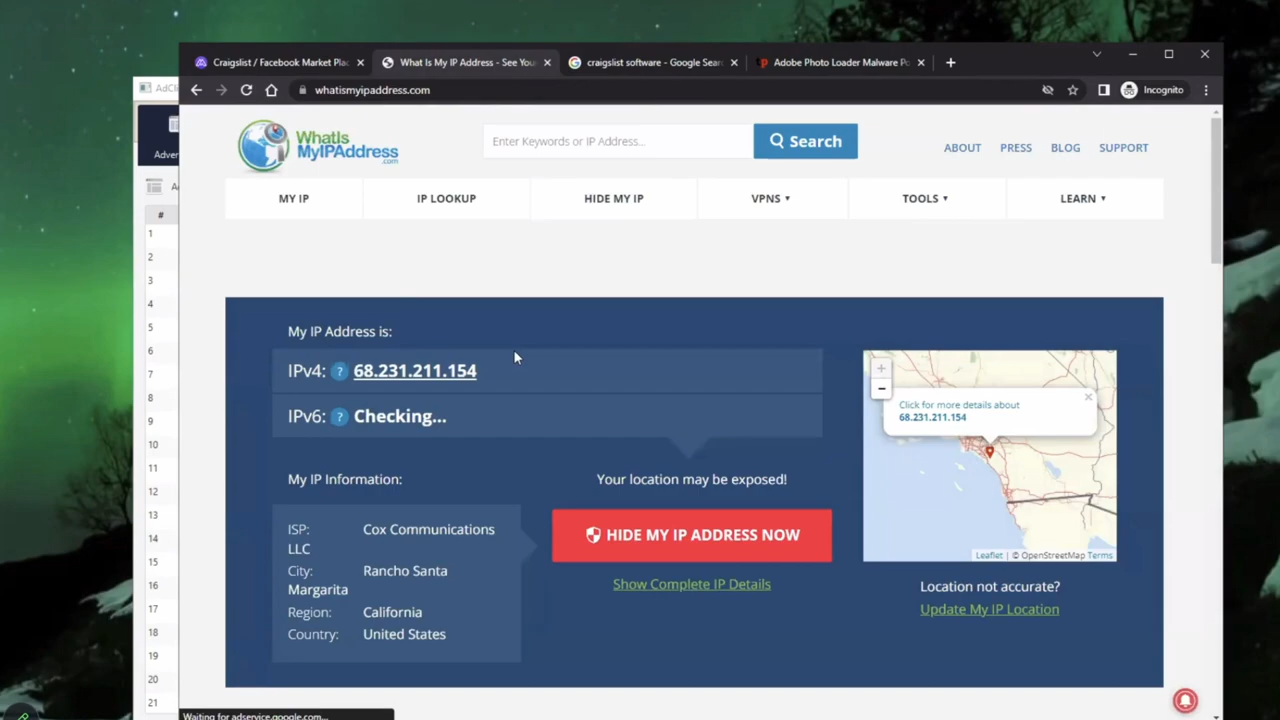 Craigslist / Facebook Market Plac
What Is My IP Address - See Your
craigslist software - Google Sear
Adobe Photo Loader Malware Po
AdCli
whatismyipaddress.com
Incognito
WhatIs
MyIPAddress
.com
Enter Keywords or IP Address...
Search
ABOUT
PRESS
BLOG
SUPPORT
Adver
MY IP
IP LOOKUP
HIDE MY IP
VPNS
TOOLS
LEARN
#
1
2
3
4
5
6
7
8
9
10
11
12
13
14
15
16
17
18
19
20
21
My IP Address is:
IPv4: ? 68.231.211.154
IPv6: ? Checking...
My IP Information:
ISP: Cox Communications
LLC
City: Rancho Santa
Margarita
Region: California
Country: United States
Your location may be exposed!
HIDE MY IP ADDRESS NOW
Show Complete IP Details
+
−
Click for more details about
68.231.211.154
Leaflet | © OpenStreetMap Terms
Location not accurate?
Update My IP Location
Waiting for adservice.google.com...